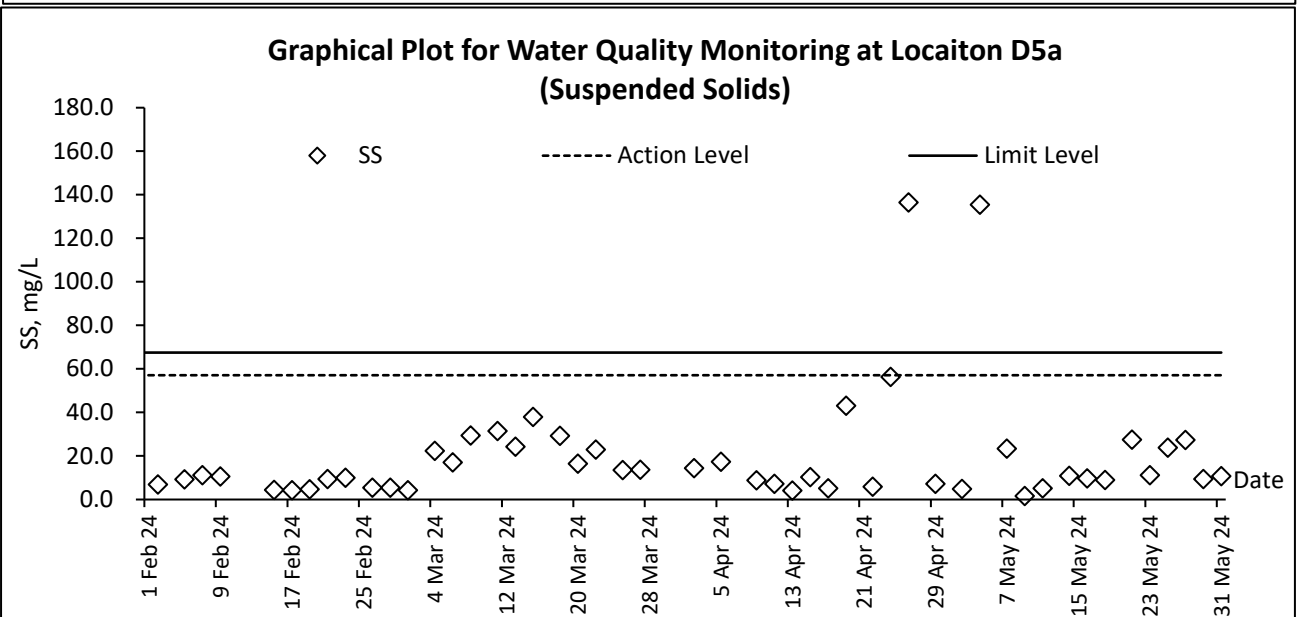 Graphical Plot for Water Quality Monitoring at Locaiton D5a
(Suspended Solids)
180.0
160.0
140.0
120.0
100.0
80.0
60.0
40.0
20.0
0.0
SS, mg/L
SS
Action Level
Limit Level
Date
1 Feb 24
9 Feb 24
17 Feb 24
25 Feb 24
4 Mar 24
12 Mar 24
20 Mar 24
28 Mar 24
5 Apr 24
13 Apr 24
21 Apr 24
29 Apr 24
7 May 24
15 May 24
23 May 24
31 May 24